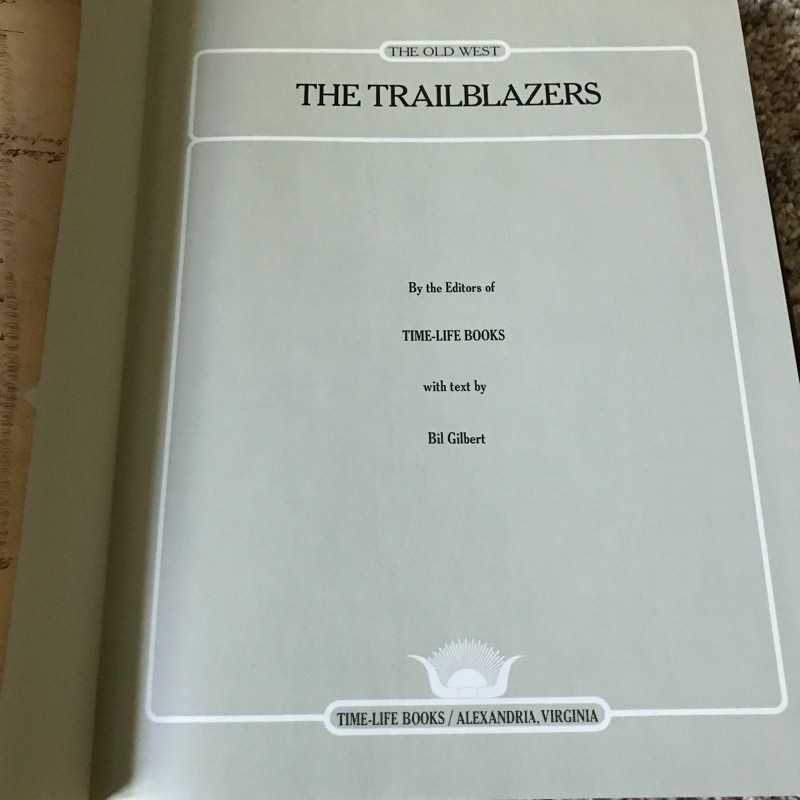 THE OLD WEST
THE TRAILBLAZERS
By the Editors of
TIME-LIFE BOOKS
with text by
Bil Gilbert
TIME-LIFE BOOKS / ALEXANDRIA, VIRGINIA